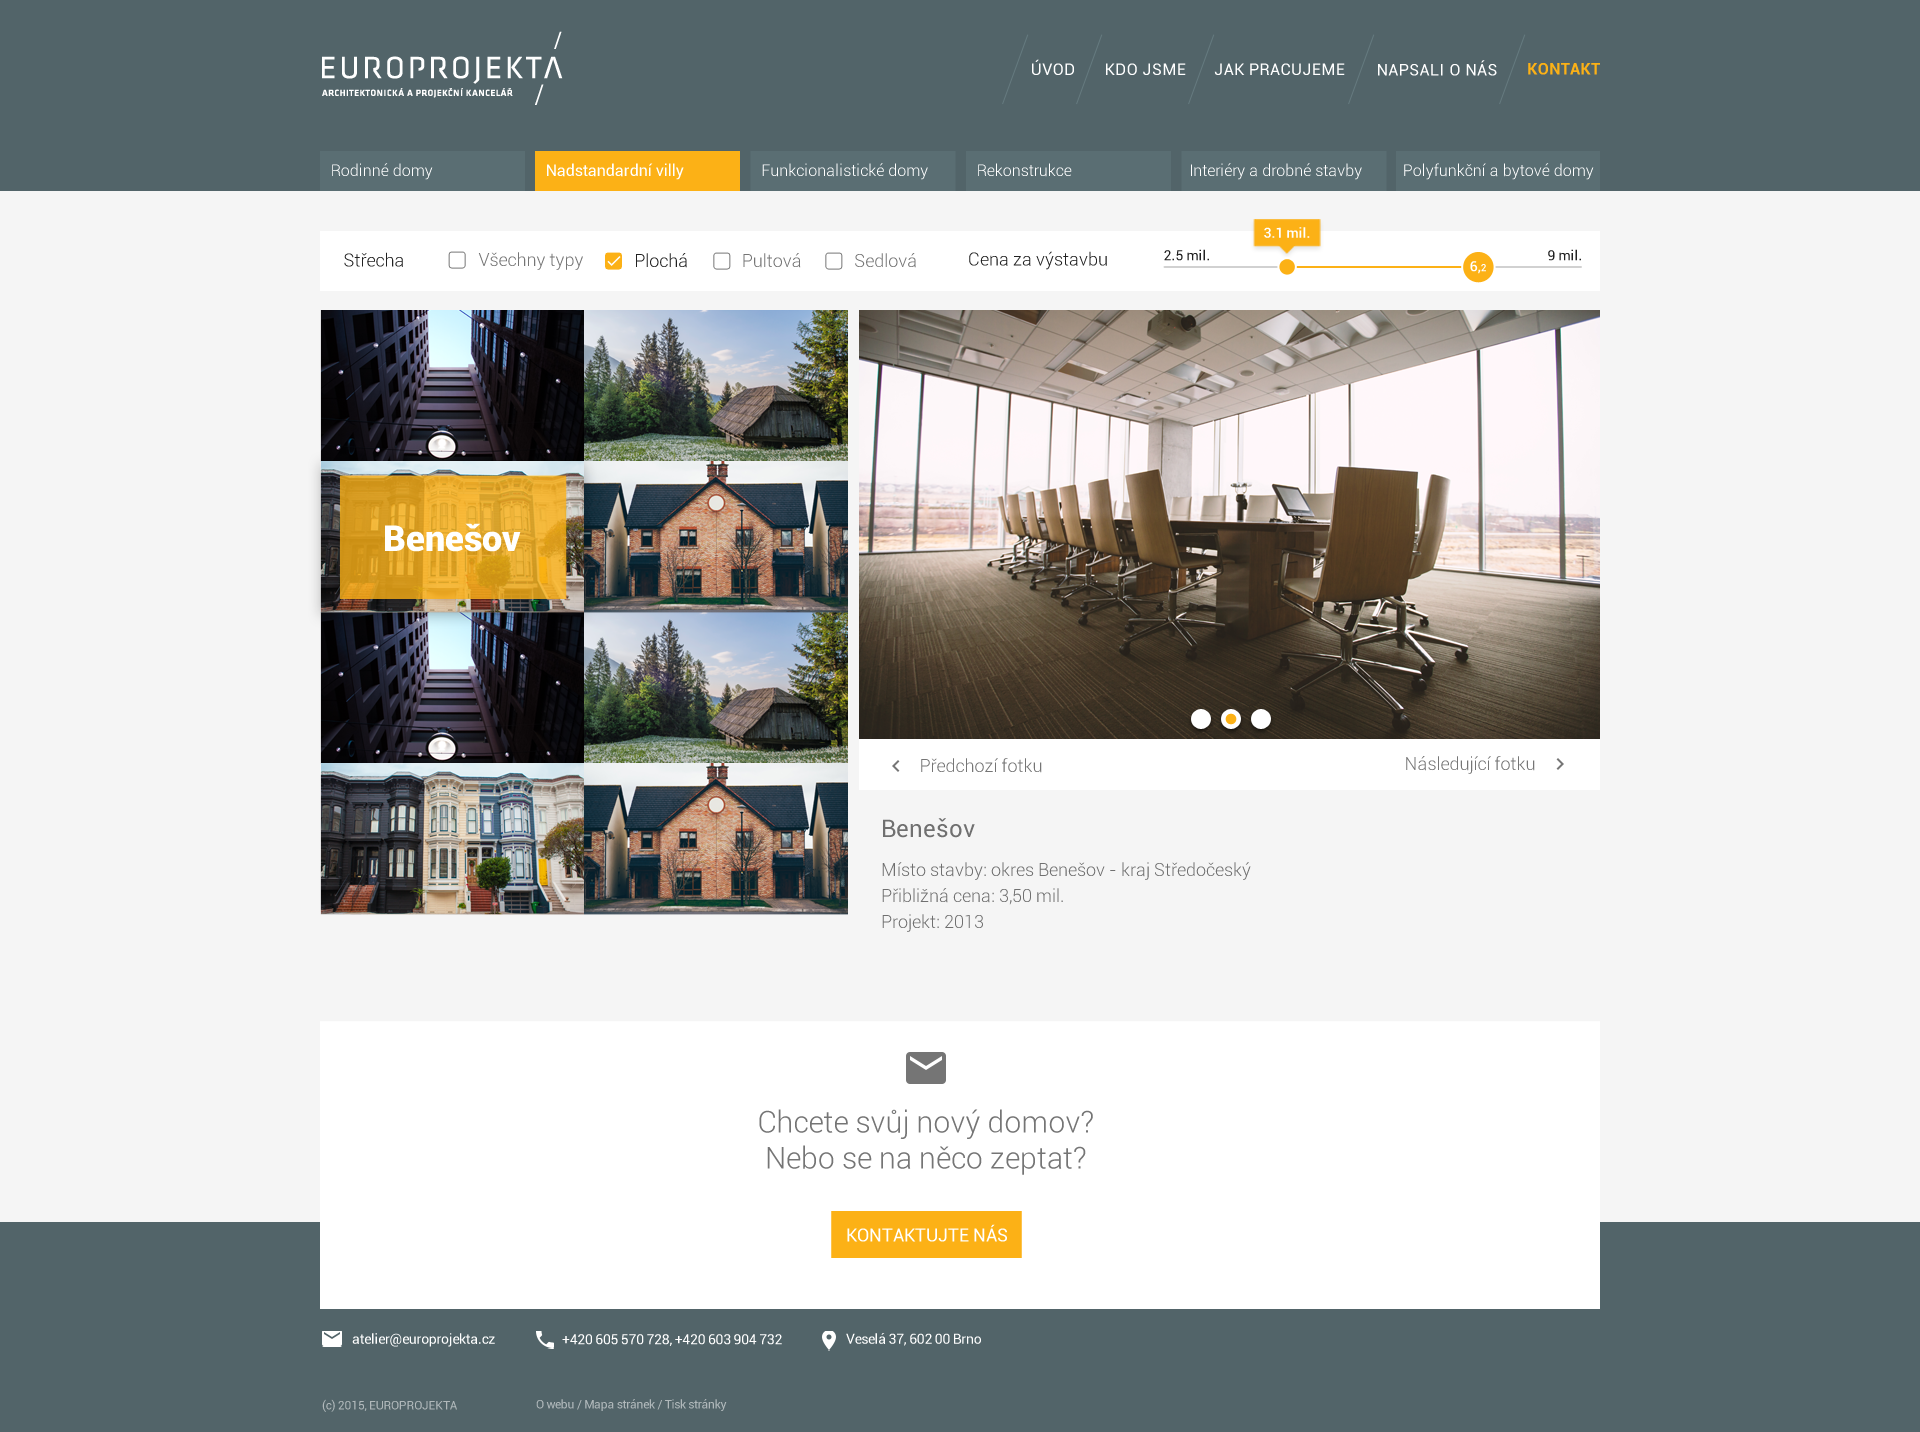 EUROPROJEKTA
ARCHITEKTONICKÁ A PROJEKČNÍ KANCELÁŘ
ÚVOD
KDO JSME
JAK PRACUJEME
NAPSALI O NÁS
KONTAKT
Rodinné domy
Nadstandardní villy
Funkcionalistické domy
Rekonstrukce
Interiéry a drobné stavby
Polyfunkční a bytové domy
Střecha
Všechny typy
Plochá
Pultová
Sedlová
Cena za výstavbu
2.5 mil.
3.1 mil.
6,2
9 mil.
Benešov
Předchozí fotku
Následující fotku
Benešov
Místo stavby: okres Benešov - kraj Středočeský
Přibližná cena: 3,50 mil.
Projekt: 2013
Chcete svůj nový domov?
Nebo se na něco zeptat?
KONTAKTUJTE NÁS
atelier@europrojekta.cz
+420 605 570 728, +420 603 904 732
Veselá 37, 602 00 Brno
(c) 2015, EUROPROJEKTA
O webu / Mapa stránek / Tisk stránky